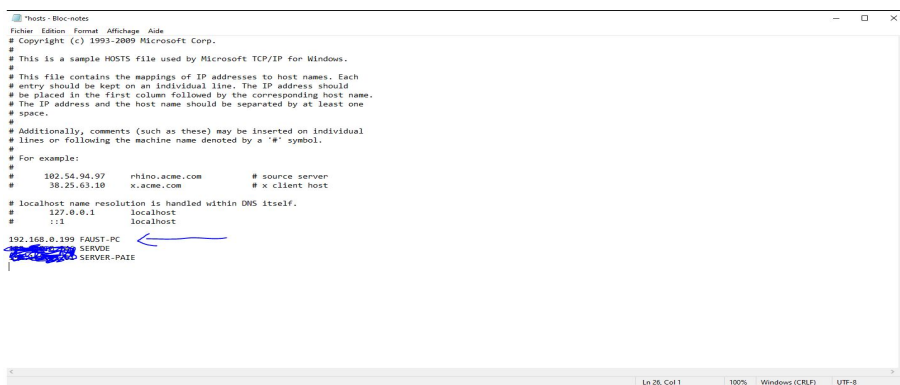 *hosts - Bloc-notes
Fichier Edition Format Affichage Aide
# Copyright (c) 1993-2009 Microsoft Corp.
#
# This is a sample HOSTS file used by Microsoft TCP/IP for Windows.
#
# This file contains the mappings of IP addresses to host names. Each
# entry should be kept on an individual line. The IP address should
# be placed in the first column followed by the corresponding host name.
# The IP address and the host name should be separated by at least one
# space.
#
# Additionally, comments (such as these) may be inserted on individual
# lines or following the machine name denoted by a '#' symbol.
#
# For example:
#
# 102.54.94.97 rhino.acme.com # source server
# 38.25.63.10 x.acme.com # x client host
# localhost name resolution is handled within DNS itself.
# 127.0.0.1 localhost
# ::1 localhost
192.168.0.199 FAUST-PC
SERVDE
SERVER-PAIE
Ln 26, Col 1 100% Windows (CRLF) UTF-8